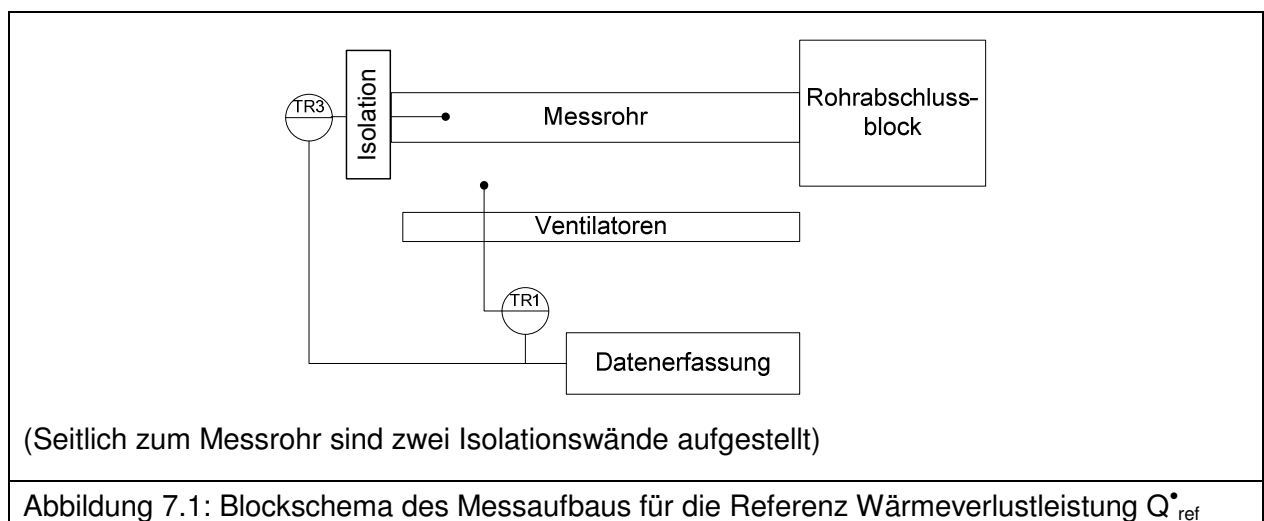 TR3
Isolation
Messrohr
Rohrabschluss-
block
Ventilatoren
TR1
Datenerfassung
(Seitlich zum Messrohr sind zwei Isolationswände aufgestellt)
Abbildung 7.1: Blockschema des Messaufbaus für die Referenz Wärmeverlustleistung Q•ref